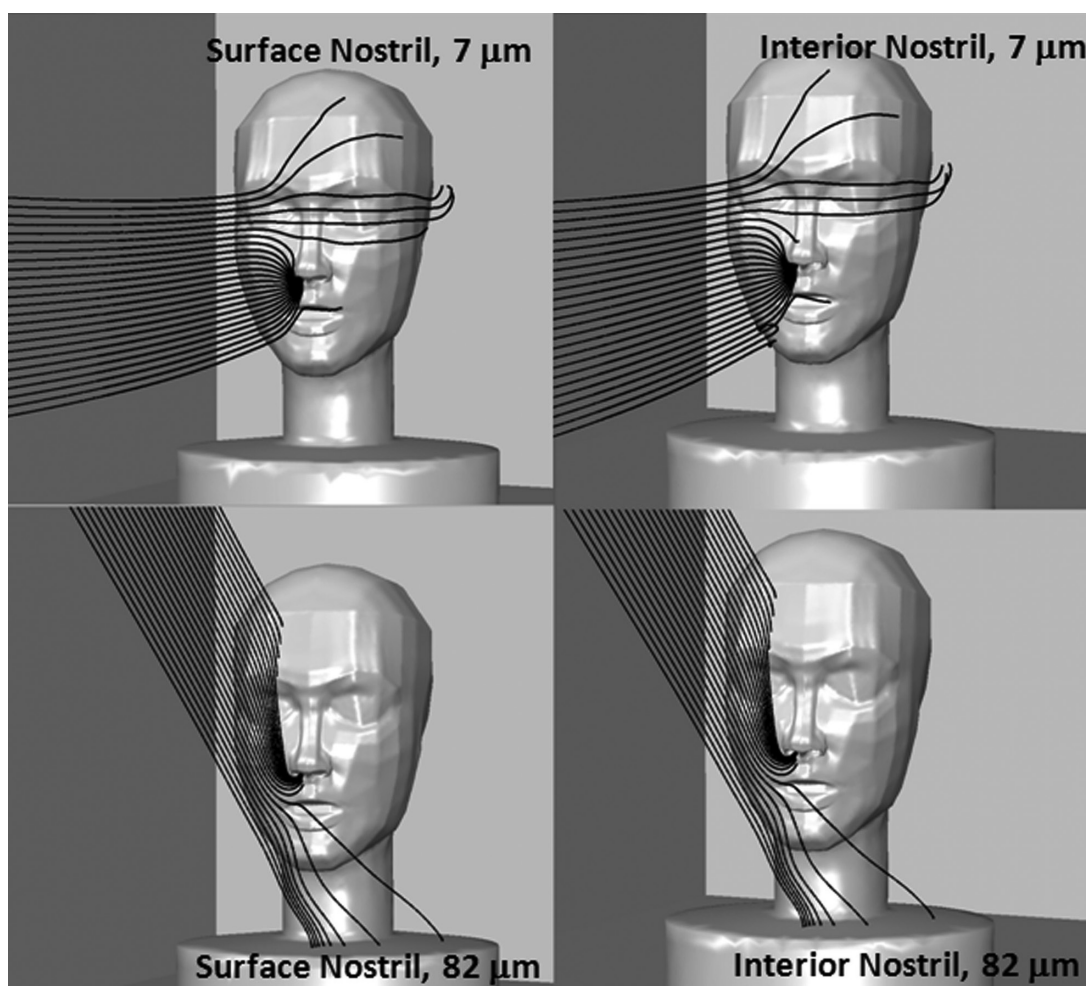 Surface Nostril, 7 μm
Interior Nostril, 7 μm
Surface Nostril, 82 μm
Interior Nostril, 82 μm